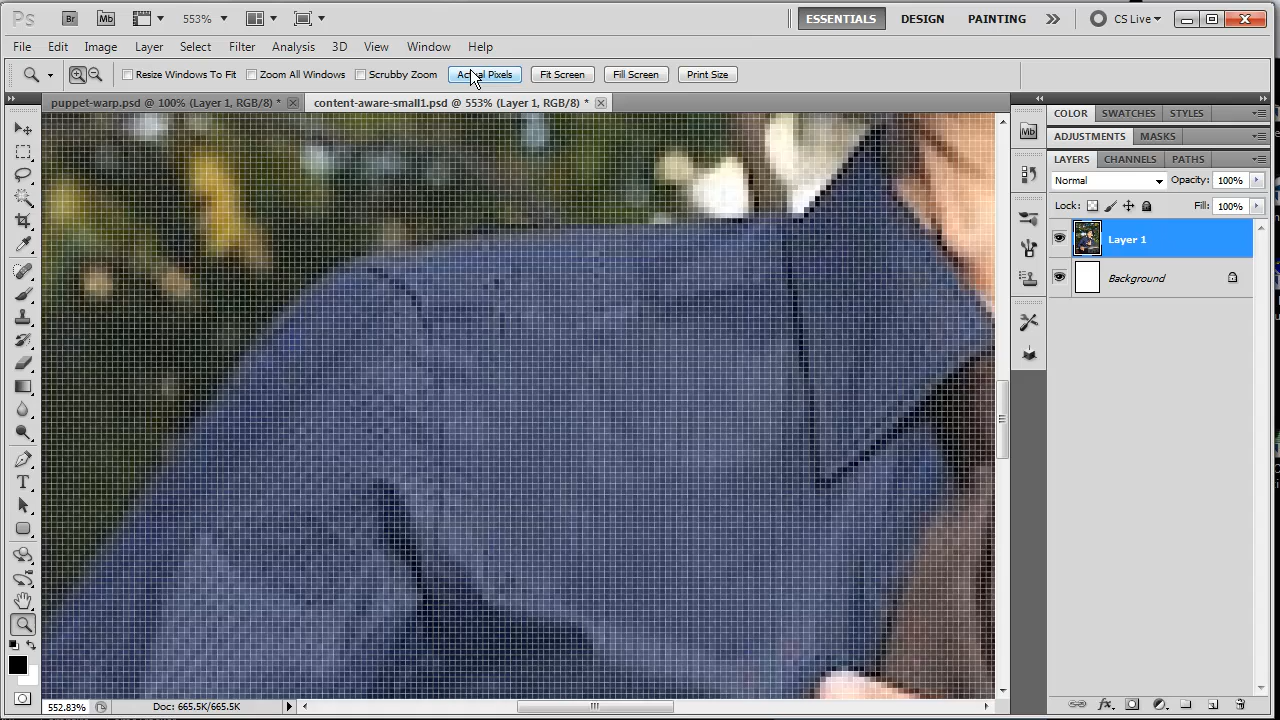 Ps Br Mb 553% ESSENTIALS DESIGN PAINTING CS Live
File Edit Image Layer Select Filter Analysis 3D View Window Help
Resize Windows To Fit Zoom All Windows Scrubby Zoom Actual Pixels Fit Screen Fill Screen Print Size
puppet-warp.psd @ 100% (Layer 1, RGB/8) * content-aware-small1.psd @ 553% (Layer 1, RGB/8) *
COLOR SWATCHES STYLES
Mb
ADJUSTMENTS MASKS
LAYERS CHANNELS PATHS
Normal Opacity: 100%
Lock: Fill: 100%
Layer 1
Background
T
552.83% Doc: 665.5K/665.5K
fx